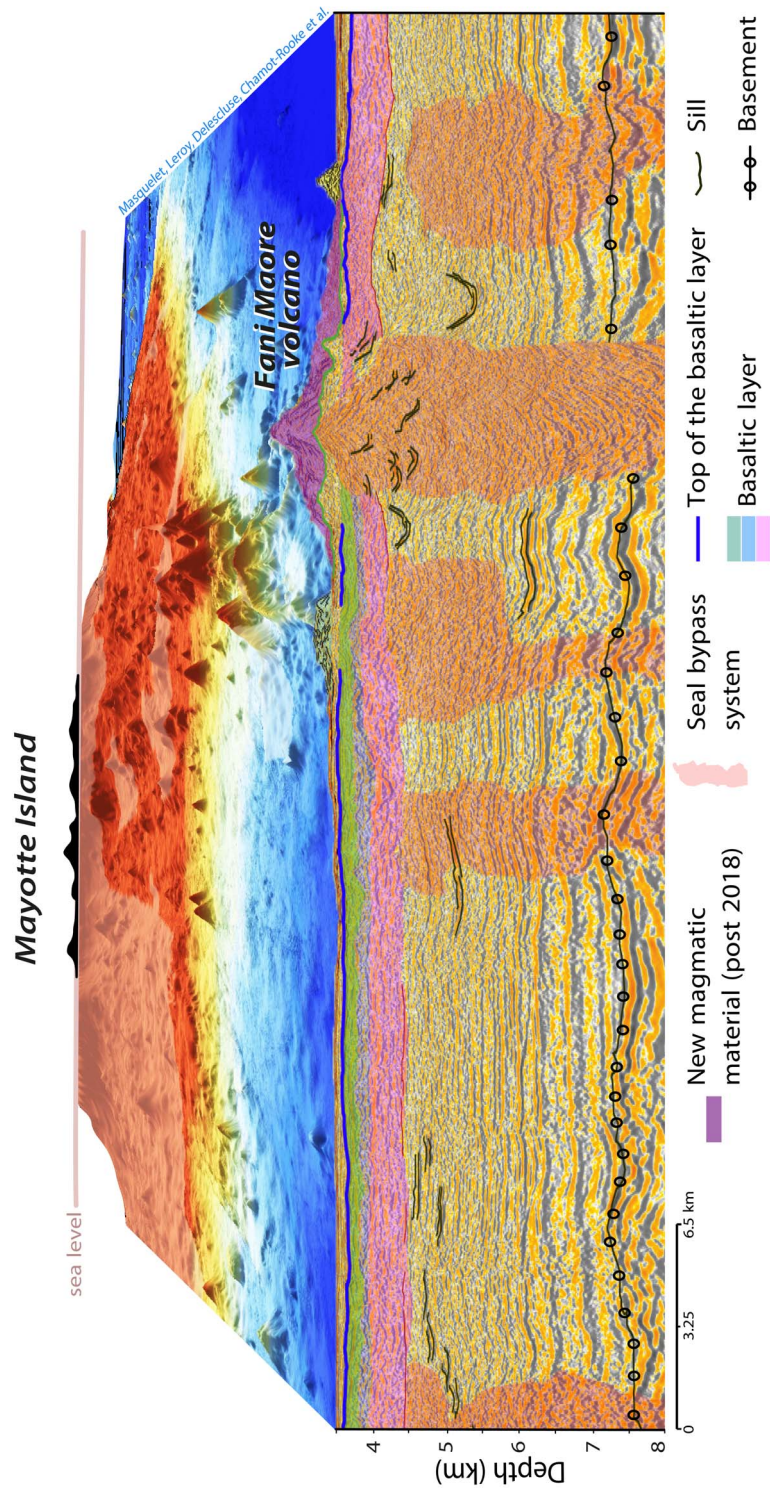 Mayotte Island
sea level
Masquelet, Leroy, Delescluse, Chamot-Rooke et al.
Fani Maore
volcano
Depth (km)
4
5
6
7
8
0
3.25
6.5 km
New magmatic
material (post 2018)
Seal bypass
system
Top of the basaltic layer
Basaltic layer
Sill
Basement